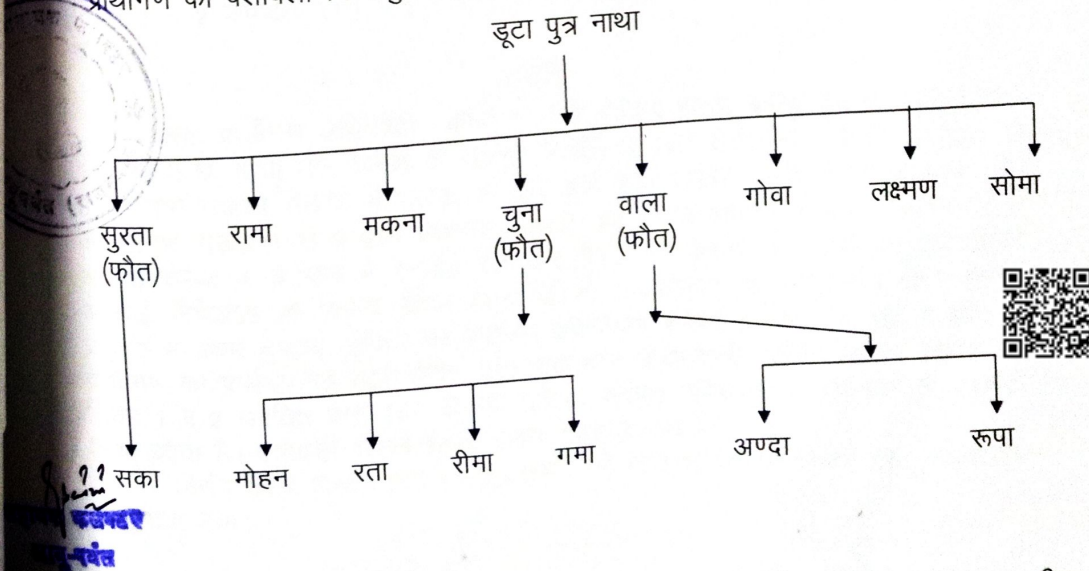 डूटा पुत्र नाथा
सुरता रामा मकना चुना वाला गोवा लक्ष्मण सोमा
(फौत) (फौत) (फौत)
सका मोहन रता रीमा गमा अण्दा रूपा